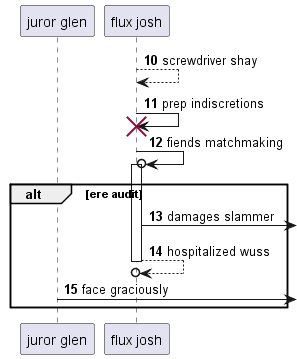 juror glen flux josh
10 screwdriver shay
11 prep indiscretions
12 fiends matchmaking
alt [ere audit]
13 damages slammer
14 hospitalized wuss
15 face graciously
juror glen flux josh